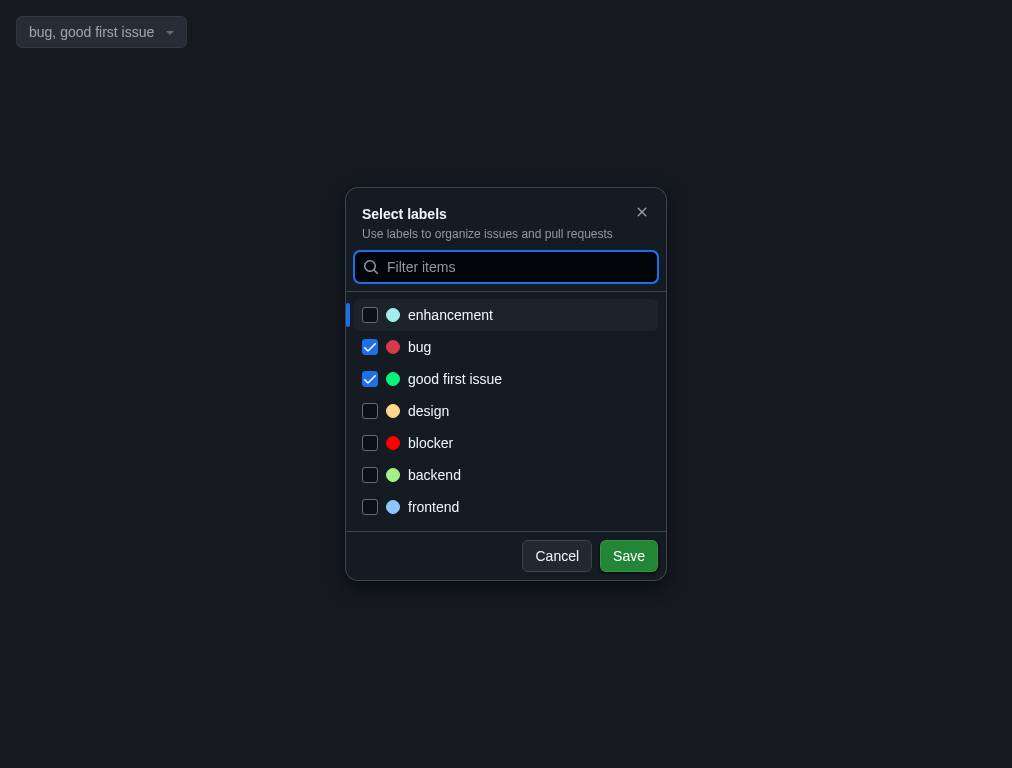 bug, good first issue
Select labels
Use labels to organize issues and pull requests
Filter items
enhancement
bug
good first issue
design
blocker
backend
frontend
Cancel Save